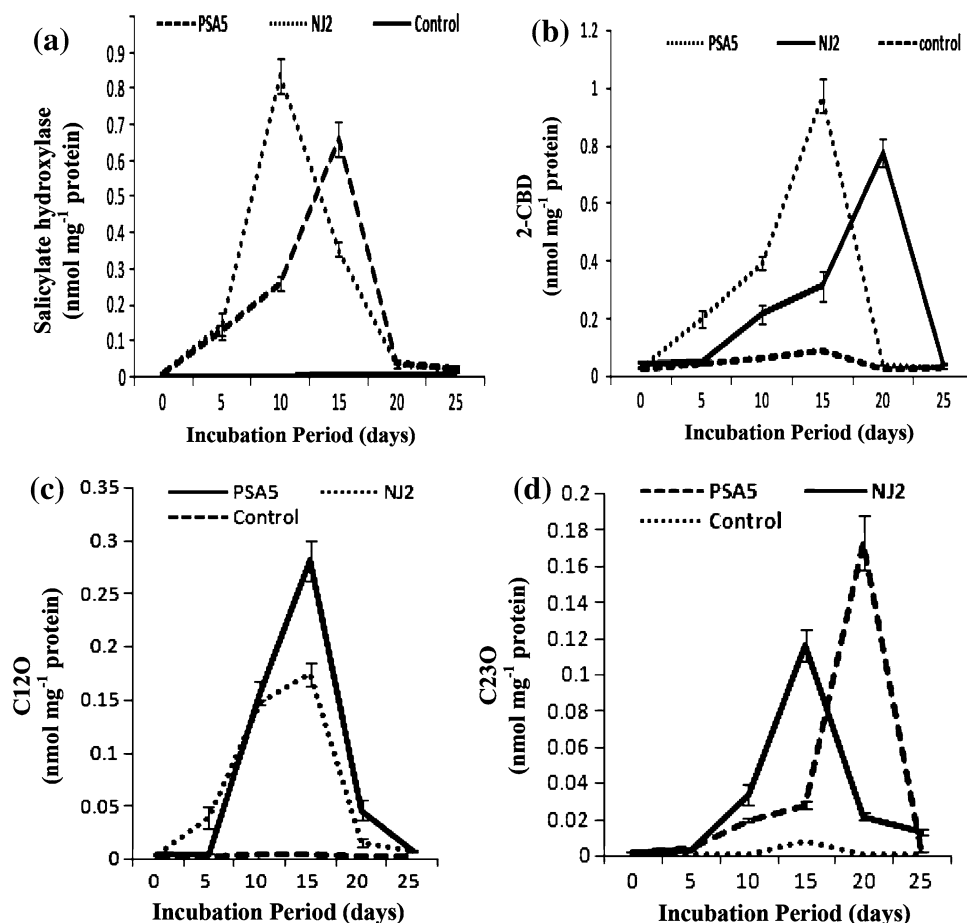 (a)
PSA5 NJ2 Control
0.9
0.8
0.7
0.6
0.5
0.4
0.3
0.2
0.1
0
Salicylate hydroxylase
(nmol mg⁻¹ protein)
0 5 10 15 20 25
Incubation Period (days)
(b)
PSA5 NJ2 control
1.2
1
0.8
0.6
0.4
0.2
0
2-CBD
(nmol mg⁻¹ protein)
0 5 10 15 20 25
Incubation Period (days)
(c)
PSA5 NJ2
Control
0.35
0.3
0.25
0.2
0.15
0.1
0.05
0
C12O
(nmol mg⁻¹ protein)
0 5 10 15 20 25
Incubation Period (days)
(d)
PSA5 NJ2
Control
0.2
0.18
0.16
0.14
0.12
0.1
0.08
0.06
0.04
0.02
0
C23O
(nmol mg⁻¹ protein)
0 5 10 15 20 25
Incubation Period (days)